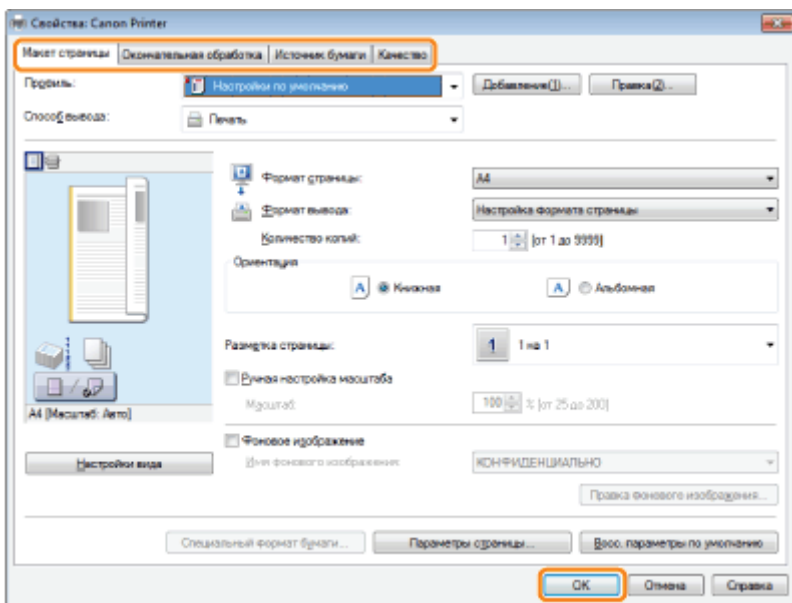 Свойства: Canon Printer
Макет страницы Окончательная обработка Источник бумаги Качество
Профиль: Настройки по умолчанию Добавление(1)... Правка(2)...
Способ вывода: Печать
Формат страницы: A4
Формат вывода: Настройка формата страницы
Количество копий: 1 [от 1 до 9999]
Ориентация
A Книжная A Альбомная
Разметка страницы: 1 1 на 1
Ручная настройка масштаба
Масштаб: 100 % [от 25 до 200]
A4 [Масштаб: Авто]
Фоновое изображение
Настройки вида
Имя фонового изображения: КОНФИДЕНЦИАЛЬНО
Правка фонового изображения...
Специальный формат бумаги... Параметры страницы... Восс. параметры по умолчанию
OK Отмена Справка